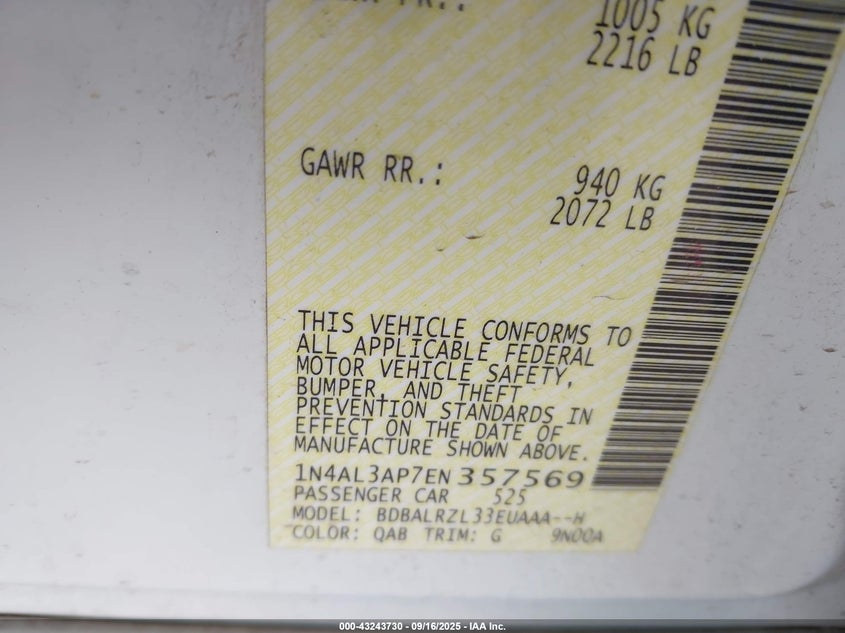 1005 KG
2216 LB
GAWR RR.: 940 KG
2072 LB
THIS VEHICLE CONFORMS TO
ALL APPLICABLE FEDERAL
MOTOR VEHICLE SAFETY,
BUMPER, AND THEFT
PREVENTION STANDARDS IN
EFFECT ON THE DATE OF
MANUFACTURE SHOWN ABOVE.
1N4AL3AP7EN357569
PASSENGER CAR 525
MODEL: BDBALRZL33EUAAA--H
COLOR: QAB TRIM: G 9N00A
000-43243730 - 09/16/2025 - IAA Inc.